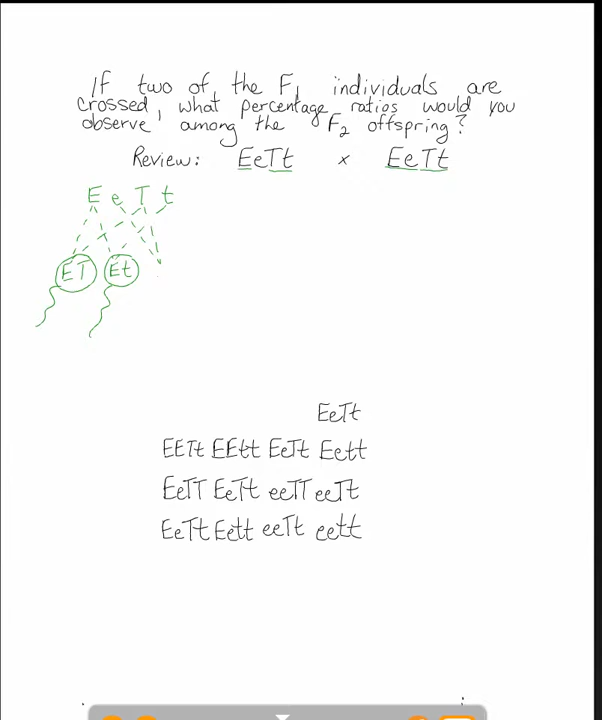 If two of the F1 individuals are
crossed, what percentage ratios would you
observe, among the F2 offspring?
Review: EeTt x EeTt
E e T t
ET Et
EeTt
EETt EEtt EeTt Eett
EeTT EeTt eeTT eeTt
EeTt Eett eeTt eett